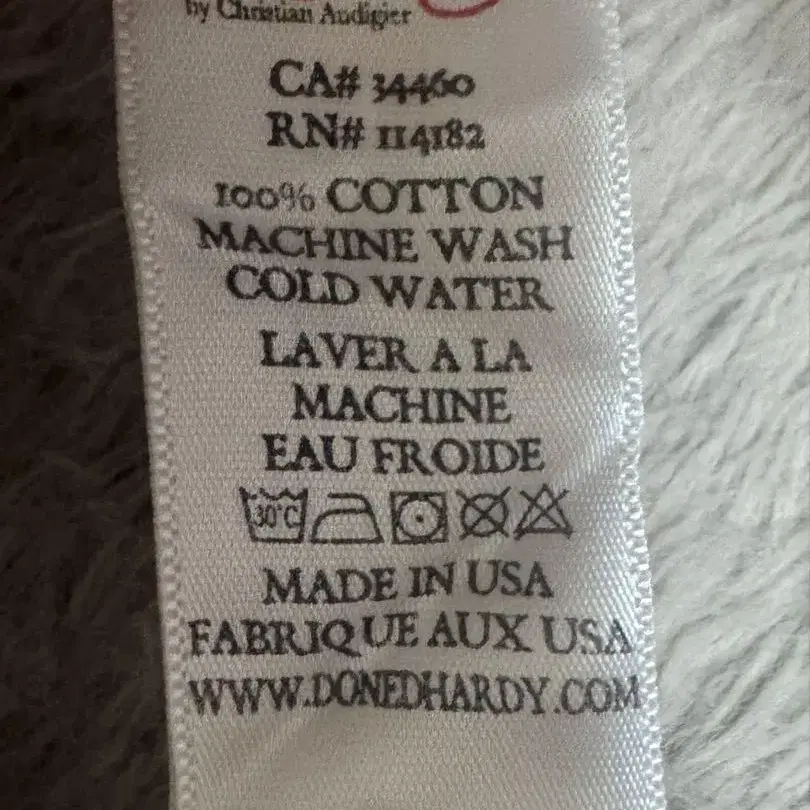 by Christian Audigier
CA# 34460
RN# 114182
100% COTTON
MACHINE WASH
COLD WATER
LAVER A LA
MACHINE
EAU FROIDE
30°C
MADE IN USA
FABRIQUE AUX USA
WWW.DONEDHARDY.COM